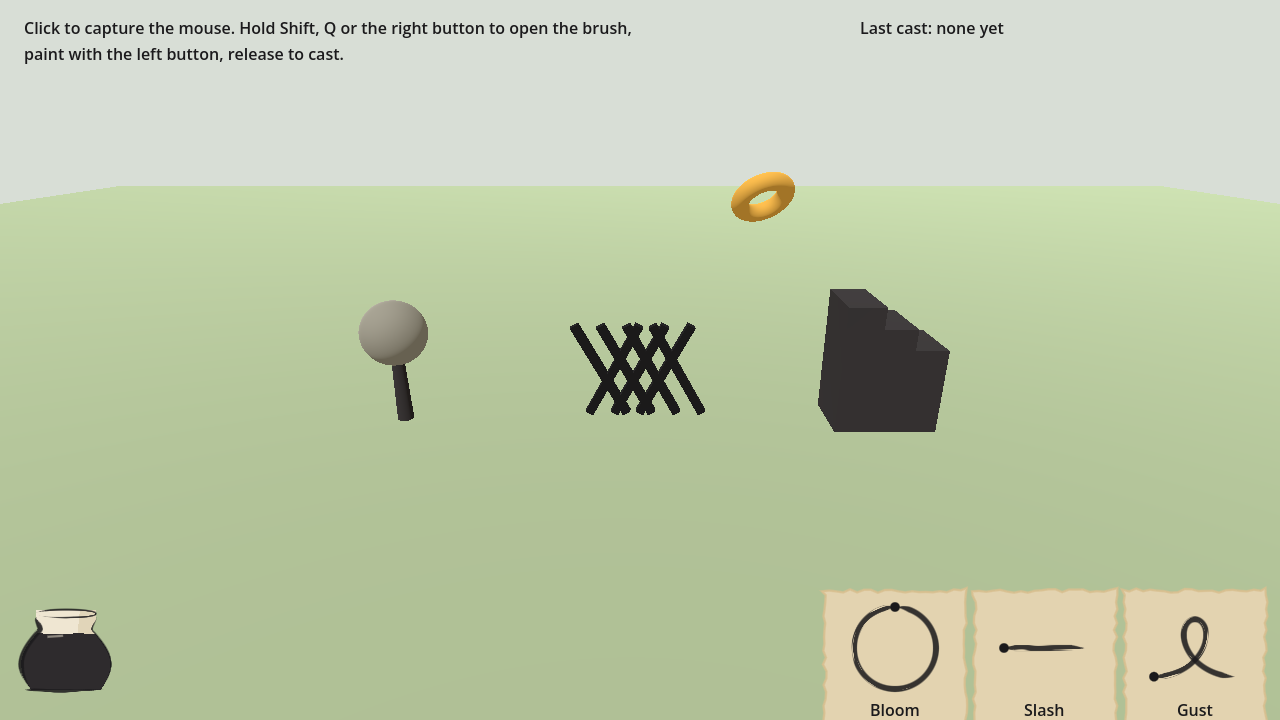 Click to capture the mouse. Hold Shift, Q or the right button to open the brush,
paint with the left button, release to cast.
Last cast: none yet
Bloom
Slash
Gust